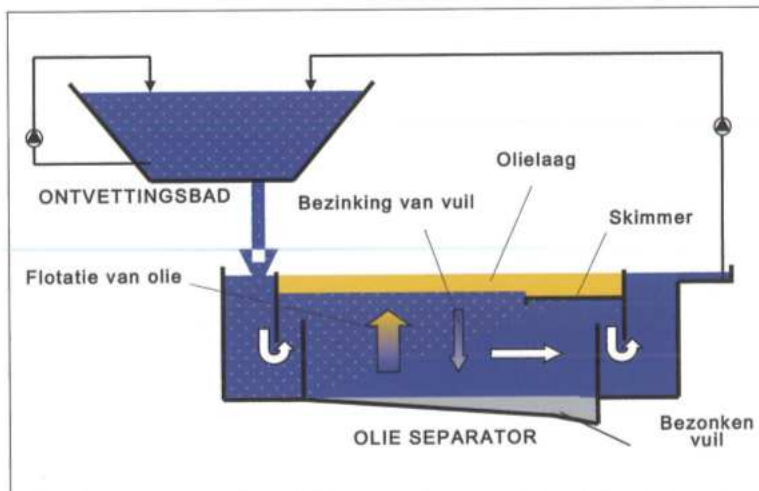 Olielaag
ONTVETTINGSBAD
Bezinking van vuil
Skimmer
Flotatie van olie
OLIE SEPARATOR
Bezonken
vuil